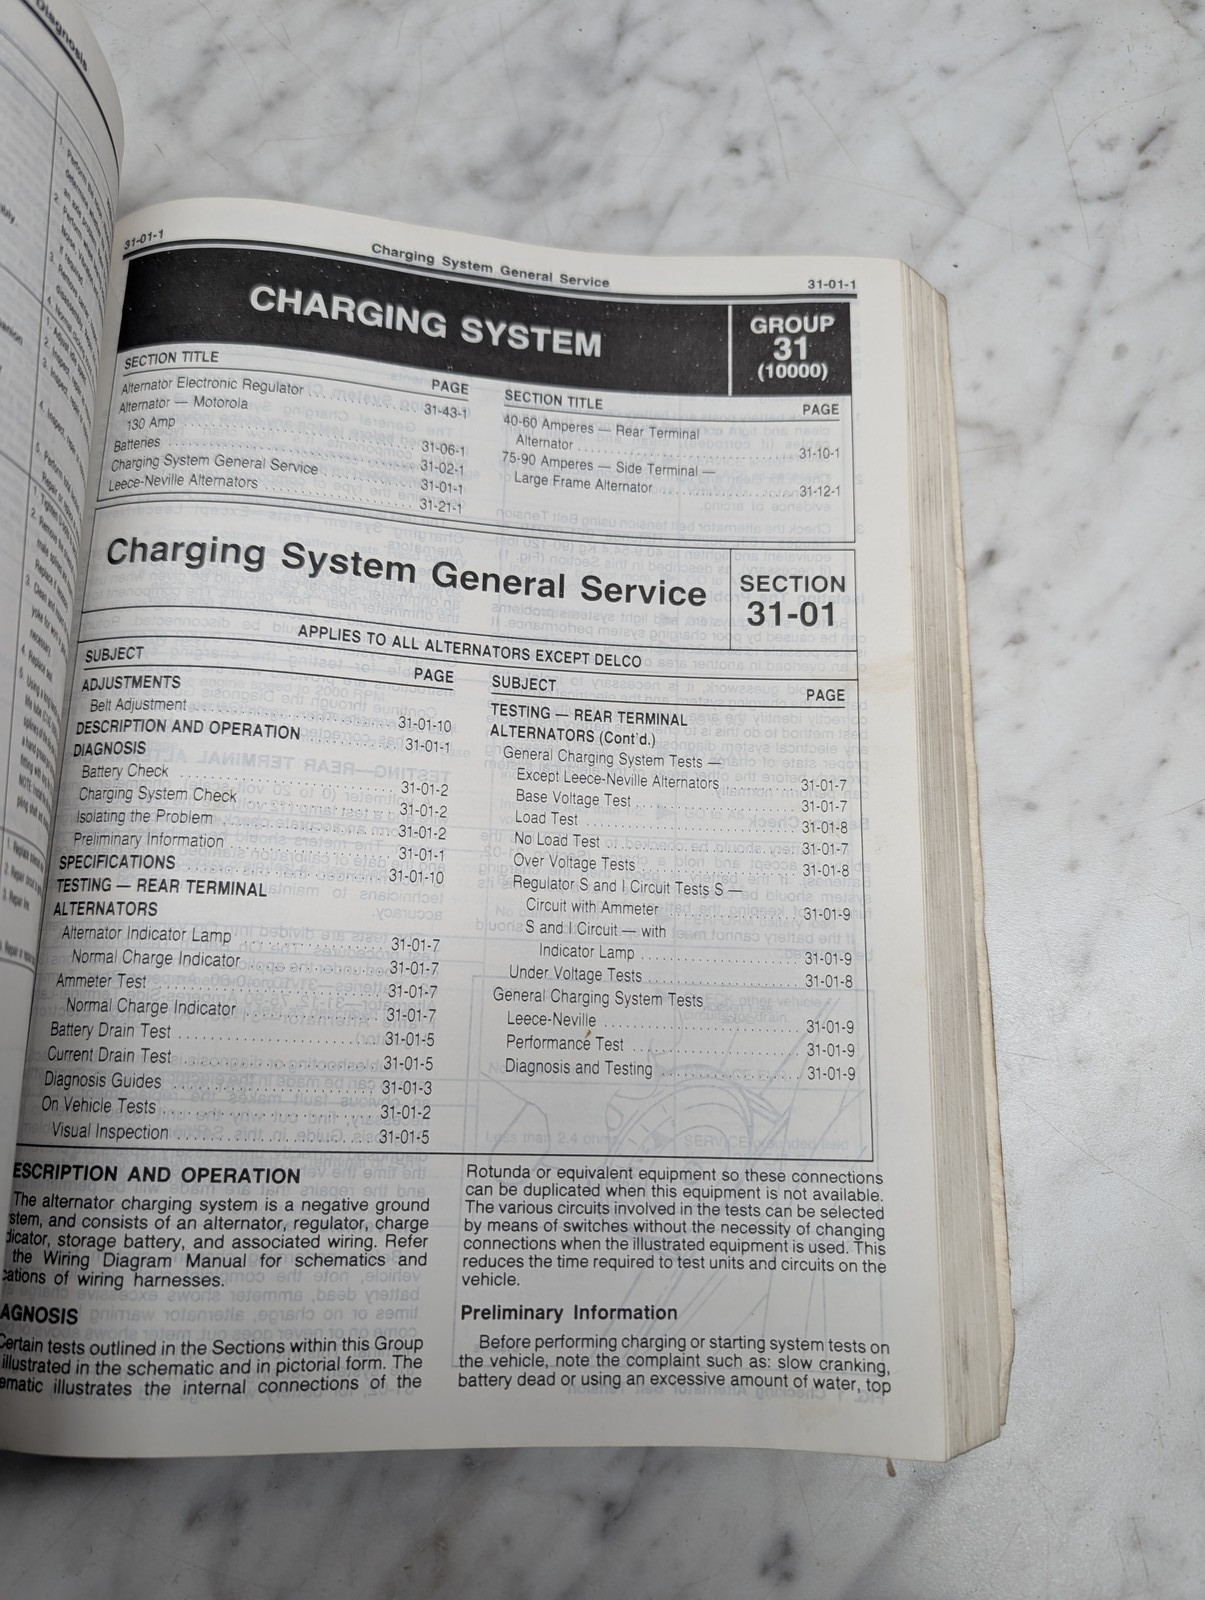 Diagnosis
31-01-1
Charging System General Service
31-01-1
CHARGING SYSTEM
GROUP
31
(10000)
SECTION TITLE
PAGE
Alternator Electronic Regulator ..................... 31-43-1
Alternator — Motorola
130 Amp ..................... 31-06-1
Batteries ..................... 31-02-1
Charging System General Service ..................... 31-01-1
Leece-Neville Alternators ..................... 31-21-1
SECTION TITLE
PAGE
40-60 Amperes — Rear Terminal
Alternator ..................... 31-10-1
75-90 Amperes — Side Terminal —
Large Frame Alternator ..................... 31-12-1
Charging System General Service
SECTION
31-01
APPLIES TO ALL ALTERNATORS EXCEPT DELCO
SUBJECT
PAGE
ADJUSTMENTS
Belt Adjustment ..................... 31-01-10
DESCRIPTION AND OPERATION ..................... 31-01-1
DIAGNOSIS
Battery Check ..................... 31-01-2
Charging System Check ..................... 31-01-2
Isolating the Problem ..................... 31-01-2
Preliminary Information ..................... 31-01-1
SPECIFICATIONS ..................... 31-01-10
TESTING — REAR TERMINAL
ALTERNATORS
Alternator Indicator Lamp ..................... 31-01-7
Normal Charge Indicator ..................... 31-01-7
Ammeter Test ..................... 31-01-7
Normal Charge Indicator ..................... 31-01-7
Battery Drain Test ..................... 31-01-5
Current Drain Test ..................... 31-01-5
Diagnosis Guides ..................... 31-01-3
On Vehicle Tests ..................... 31-01-2
Visual Inspection ..................... 31-01-5
SUBJECT
PAGE
TESTING — REAR TERMINAL
ALTERNATORS (Cont'd.)
General Charging System Tests —
Except Leece-Neville Alternators ..................... 31-01-7
Base Voltage Test ..................... 31-01-7
Load Test ..................... 31-01-8
No Load Test ..................... 31-01-7
Over Voltage Tests ..................... 31-01-8
Regulator S and I Circuit Tests S —
Circuit with Ammeter ..................... 31-01-9
S and I Circuit — with
Indicator Lamp ..................... 31-01-9
Under Voltage Tests ..................... 31-01-8
General Charging System Tests
Leece-Neville ..................... 31-01-9
Performance Test ..................... 31-01-9
Diagnosis and Testing ..................... 31-01-9
ESCRIPTION AND OPERATION
The alternator charging system is a negative ground
stem, and consists of an alternator, regulator, charge
dicator, storage battery, and associated wiring. Refer
the Wiring Diagram Manual for schematics and
cations of wiring harnesses.
AGNOSIS
Certain tests outlined in the Sections within this Group
illustrated in the schematic and in pictorial form. The
ematic illustrates the internal connections of the
Rotunda or equivalent equipment so these connections
can be duplicated when this equipment is not available.
The various circuits involved in the tests can be selected
by means of switches without the necessity of changing
connections when the illustrated equipment is used. This
reduces the time required to test units and circuits on the
vehicle.
Preliminary Information
Before performing charging or starting system tests on
the vehicle, note the complaint such as: slow cranking,
battery dead or using an excessive amount of water, top